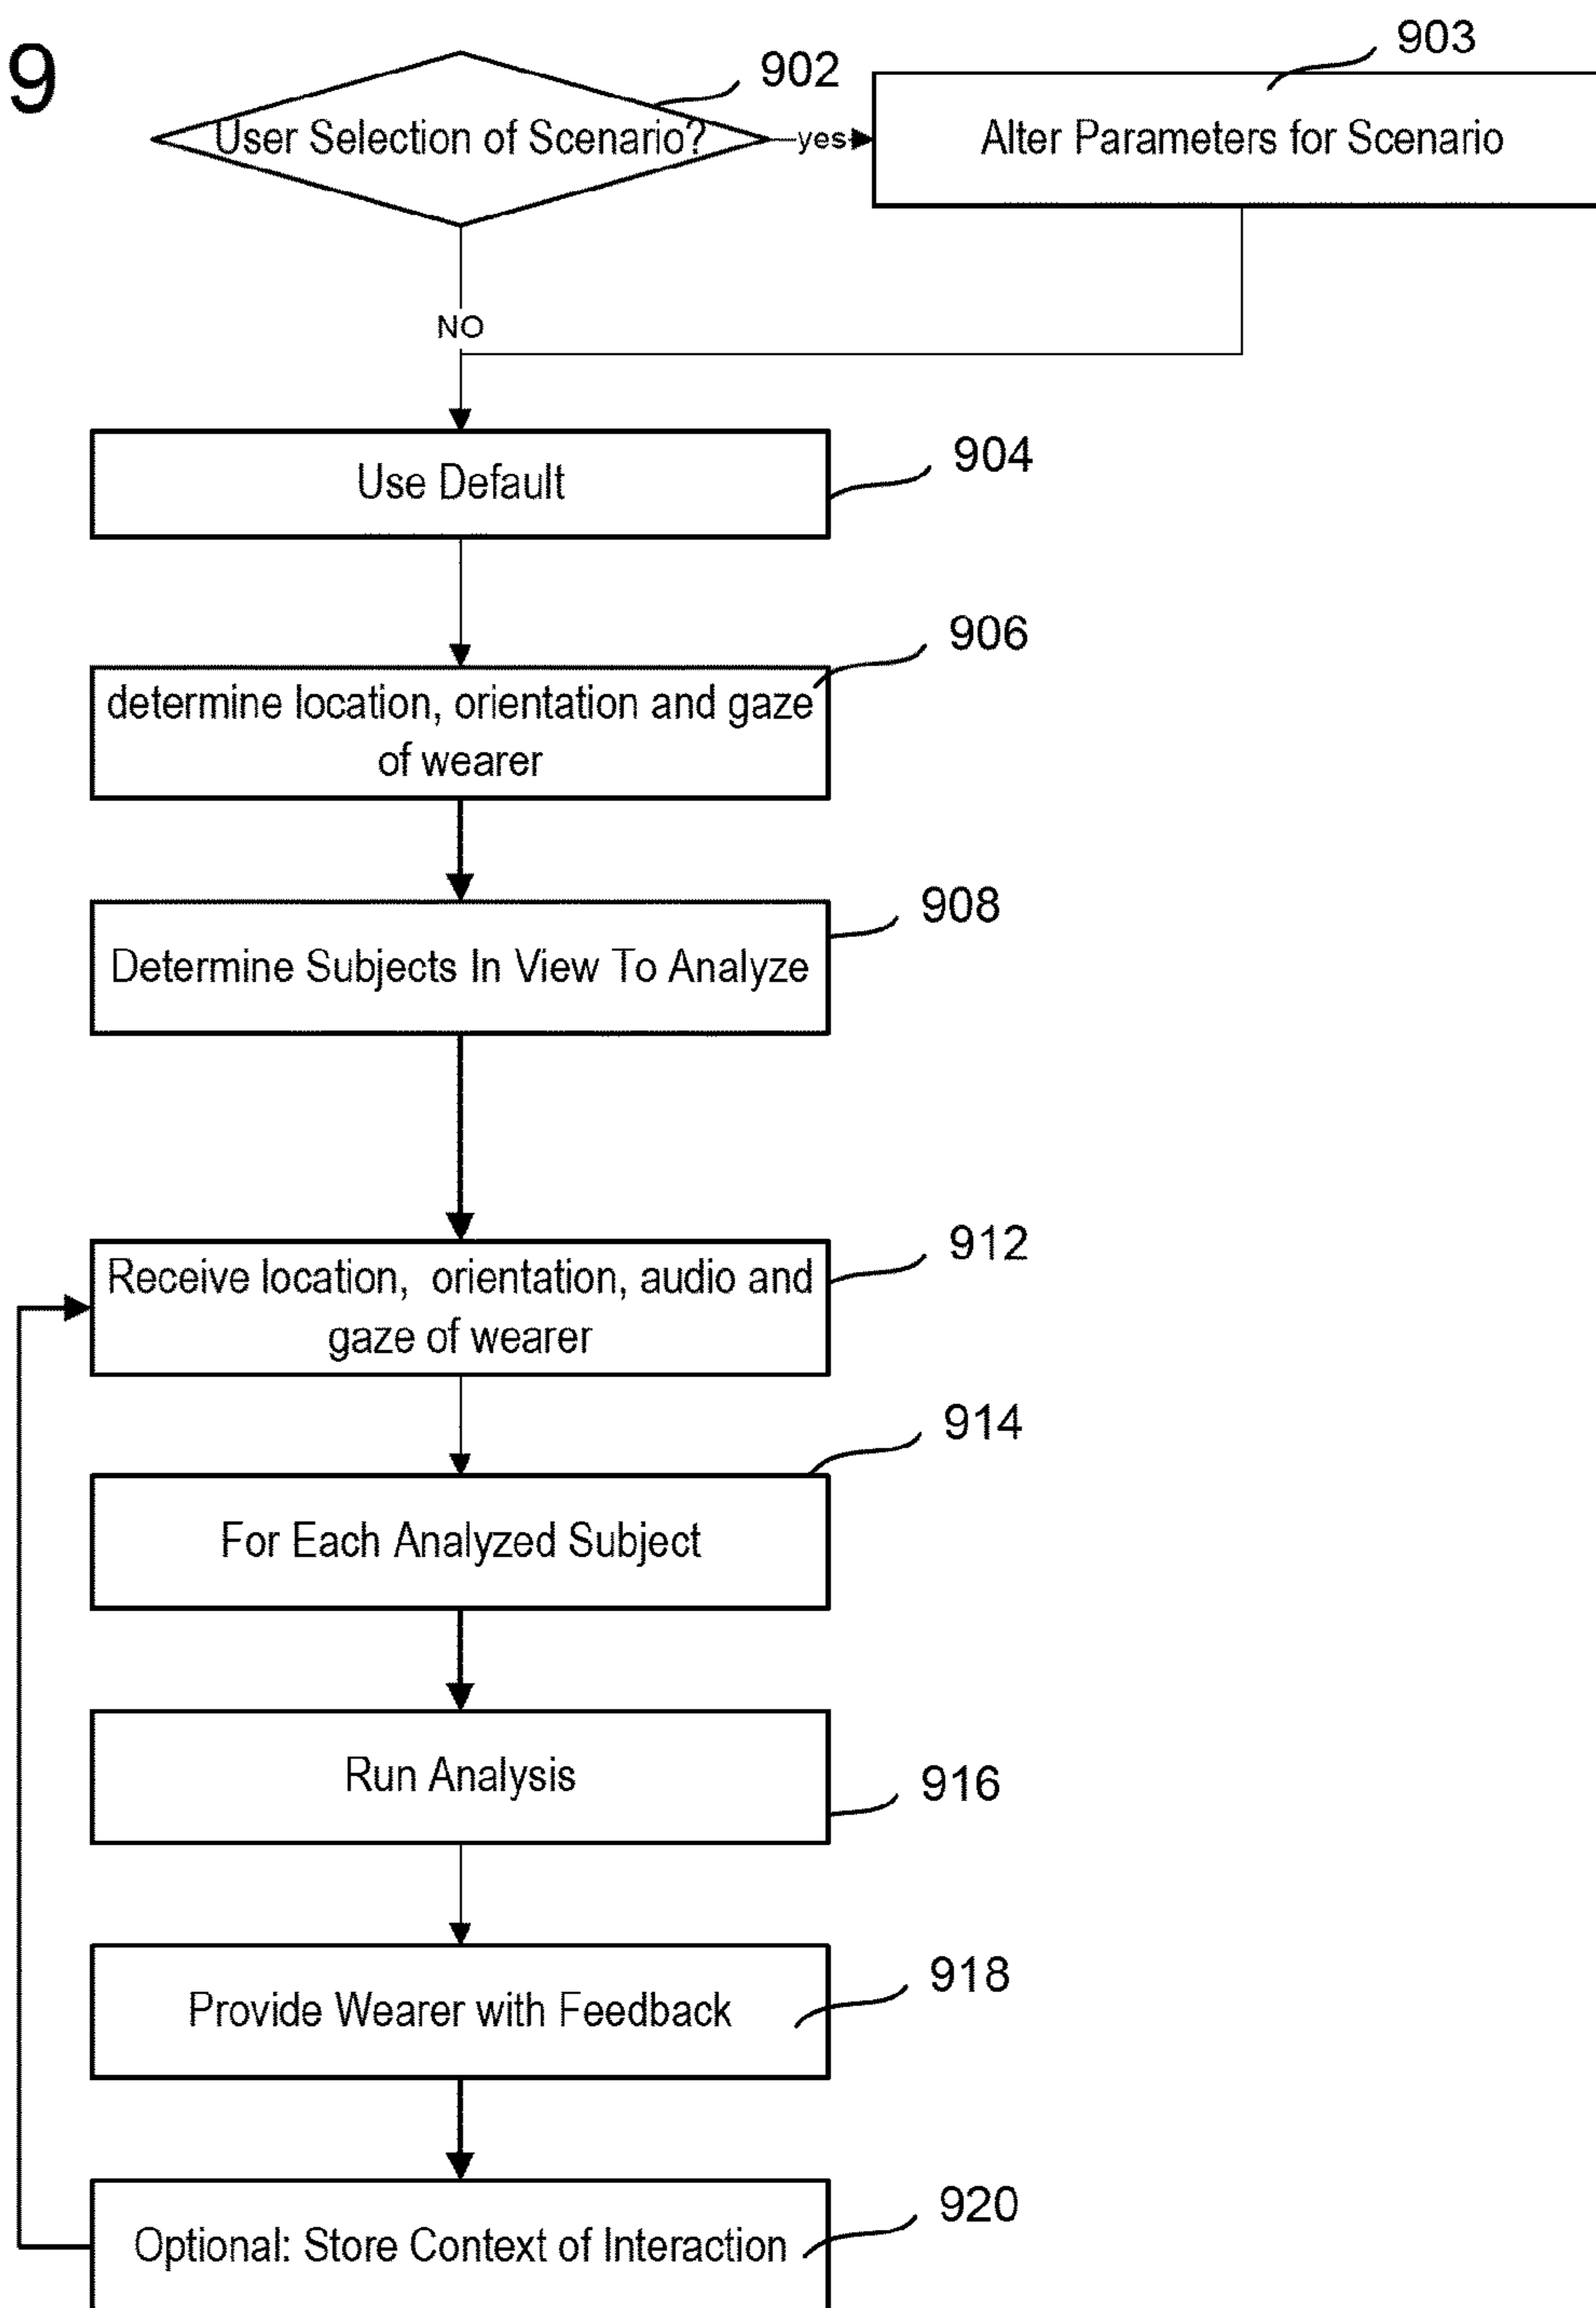 9
902
903
User Selection of Scenario?
yes
Alter Parameters for Scenario
NO
904
Use Default
906
determine location, orientation and gaze
of wearer
908
Determine Subjects In View To Analyze
912
Receive location, orientation, audio and
gaze of wearer
914
For Each Analyzed Subject
Run Analysis
916
918
Provide Wearer with Feedback
920
Optional: Store Context of Interaction